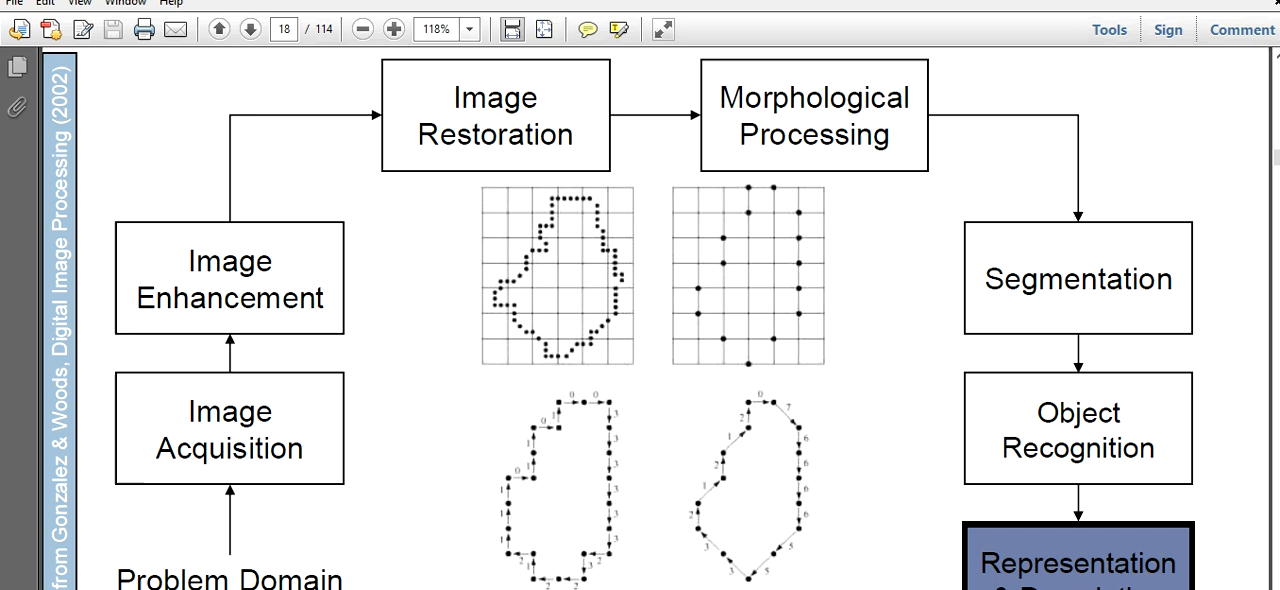 File Edit View Window Help
18 / 114
118%
Tools Sign Comment
from Gonzalez & Woods, Digital Image Processing (2002)
Image
Restoration
Morphological
Processing
Image
Enhancement
Segmentation
Image
Acquisition
Object
Recognition
Problem Domain
Representation